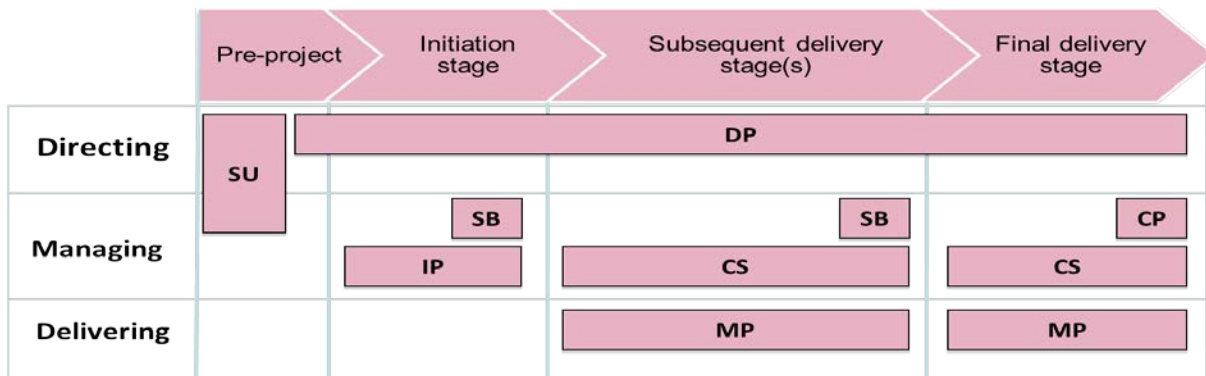 Pre-project
Initiation
stage
Subsequent delivery
stage(s)
Final delivery
stage
Directing
SU
DP
Managing
SB
SB
CP
IP
CS
CS
Delivering
MP
MP